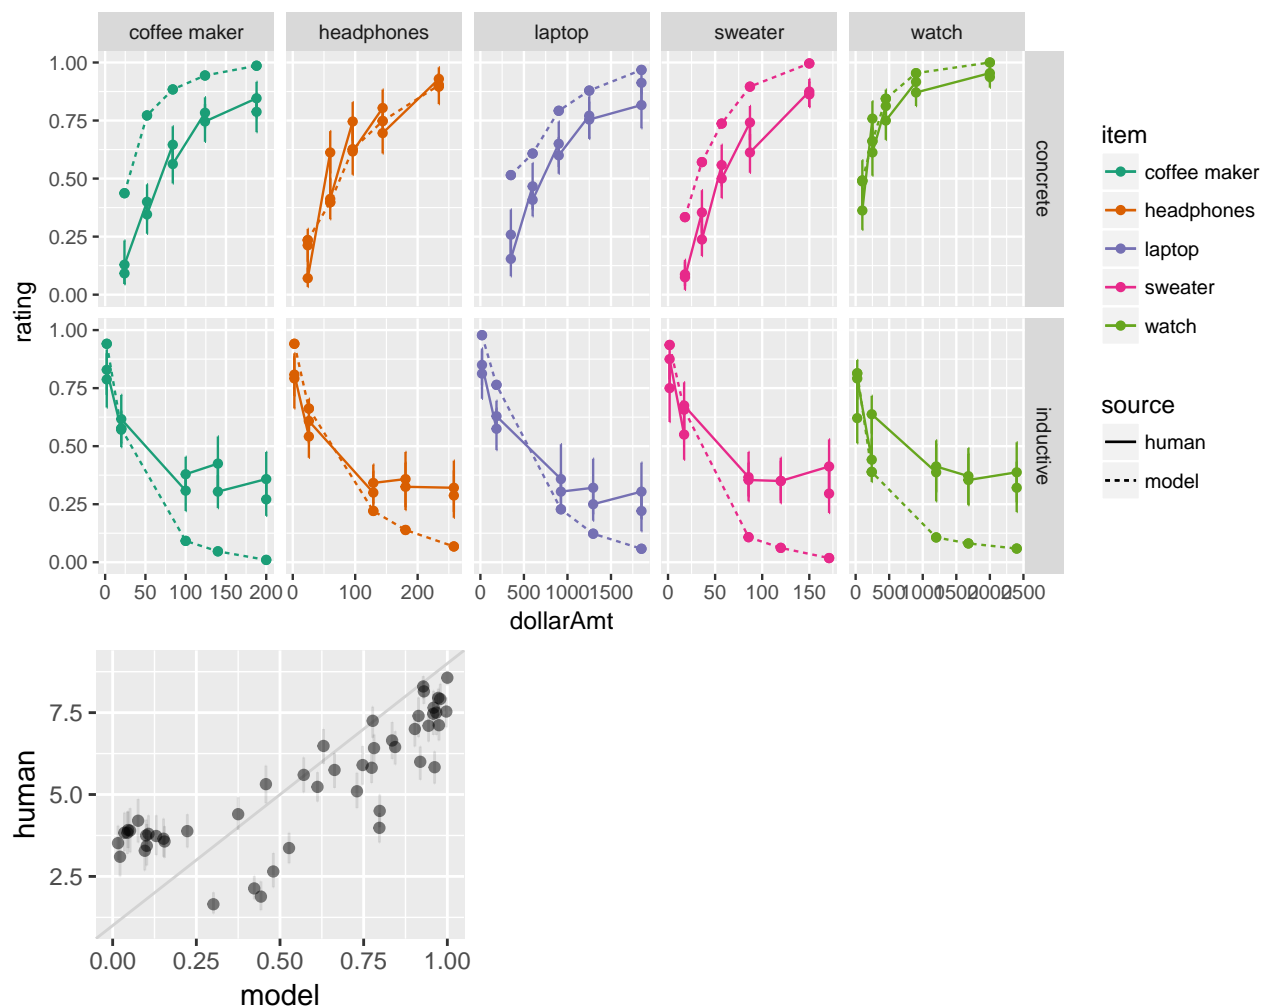 coffee maker headphones laptop sweater watch
1.00
0.75
0.50
0.25
0.00
concrete
rating
1.00
0.75
0.50
0.25
0.00
inductive
0 50 100 150 200 0 100 200 0 500 1000 1500 0 50 100 150 0 500 1000 1500 2000 2500
dollarAmt
item
coffee maker
headphones
laptop
sweater
watch
source
human
model
7.5
5.0
2.5
human
0.00 0.25 0.50 0.75 1.00
model